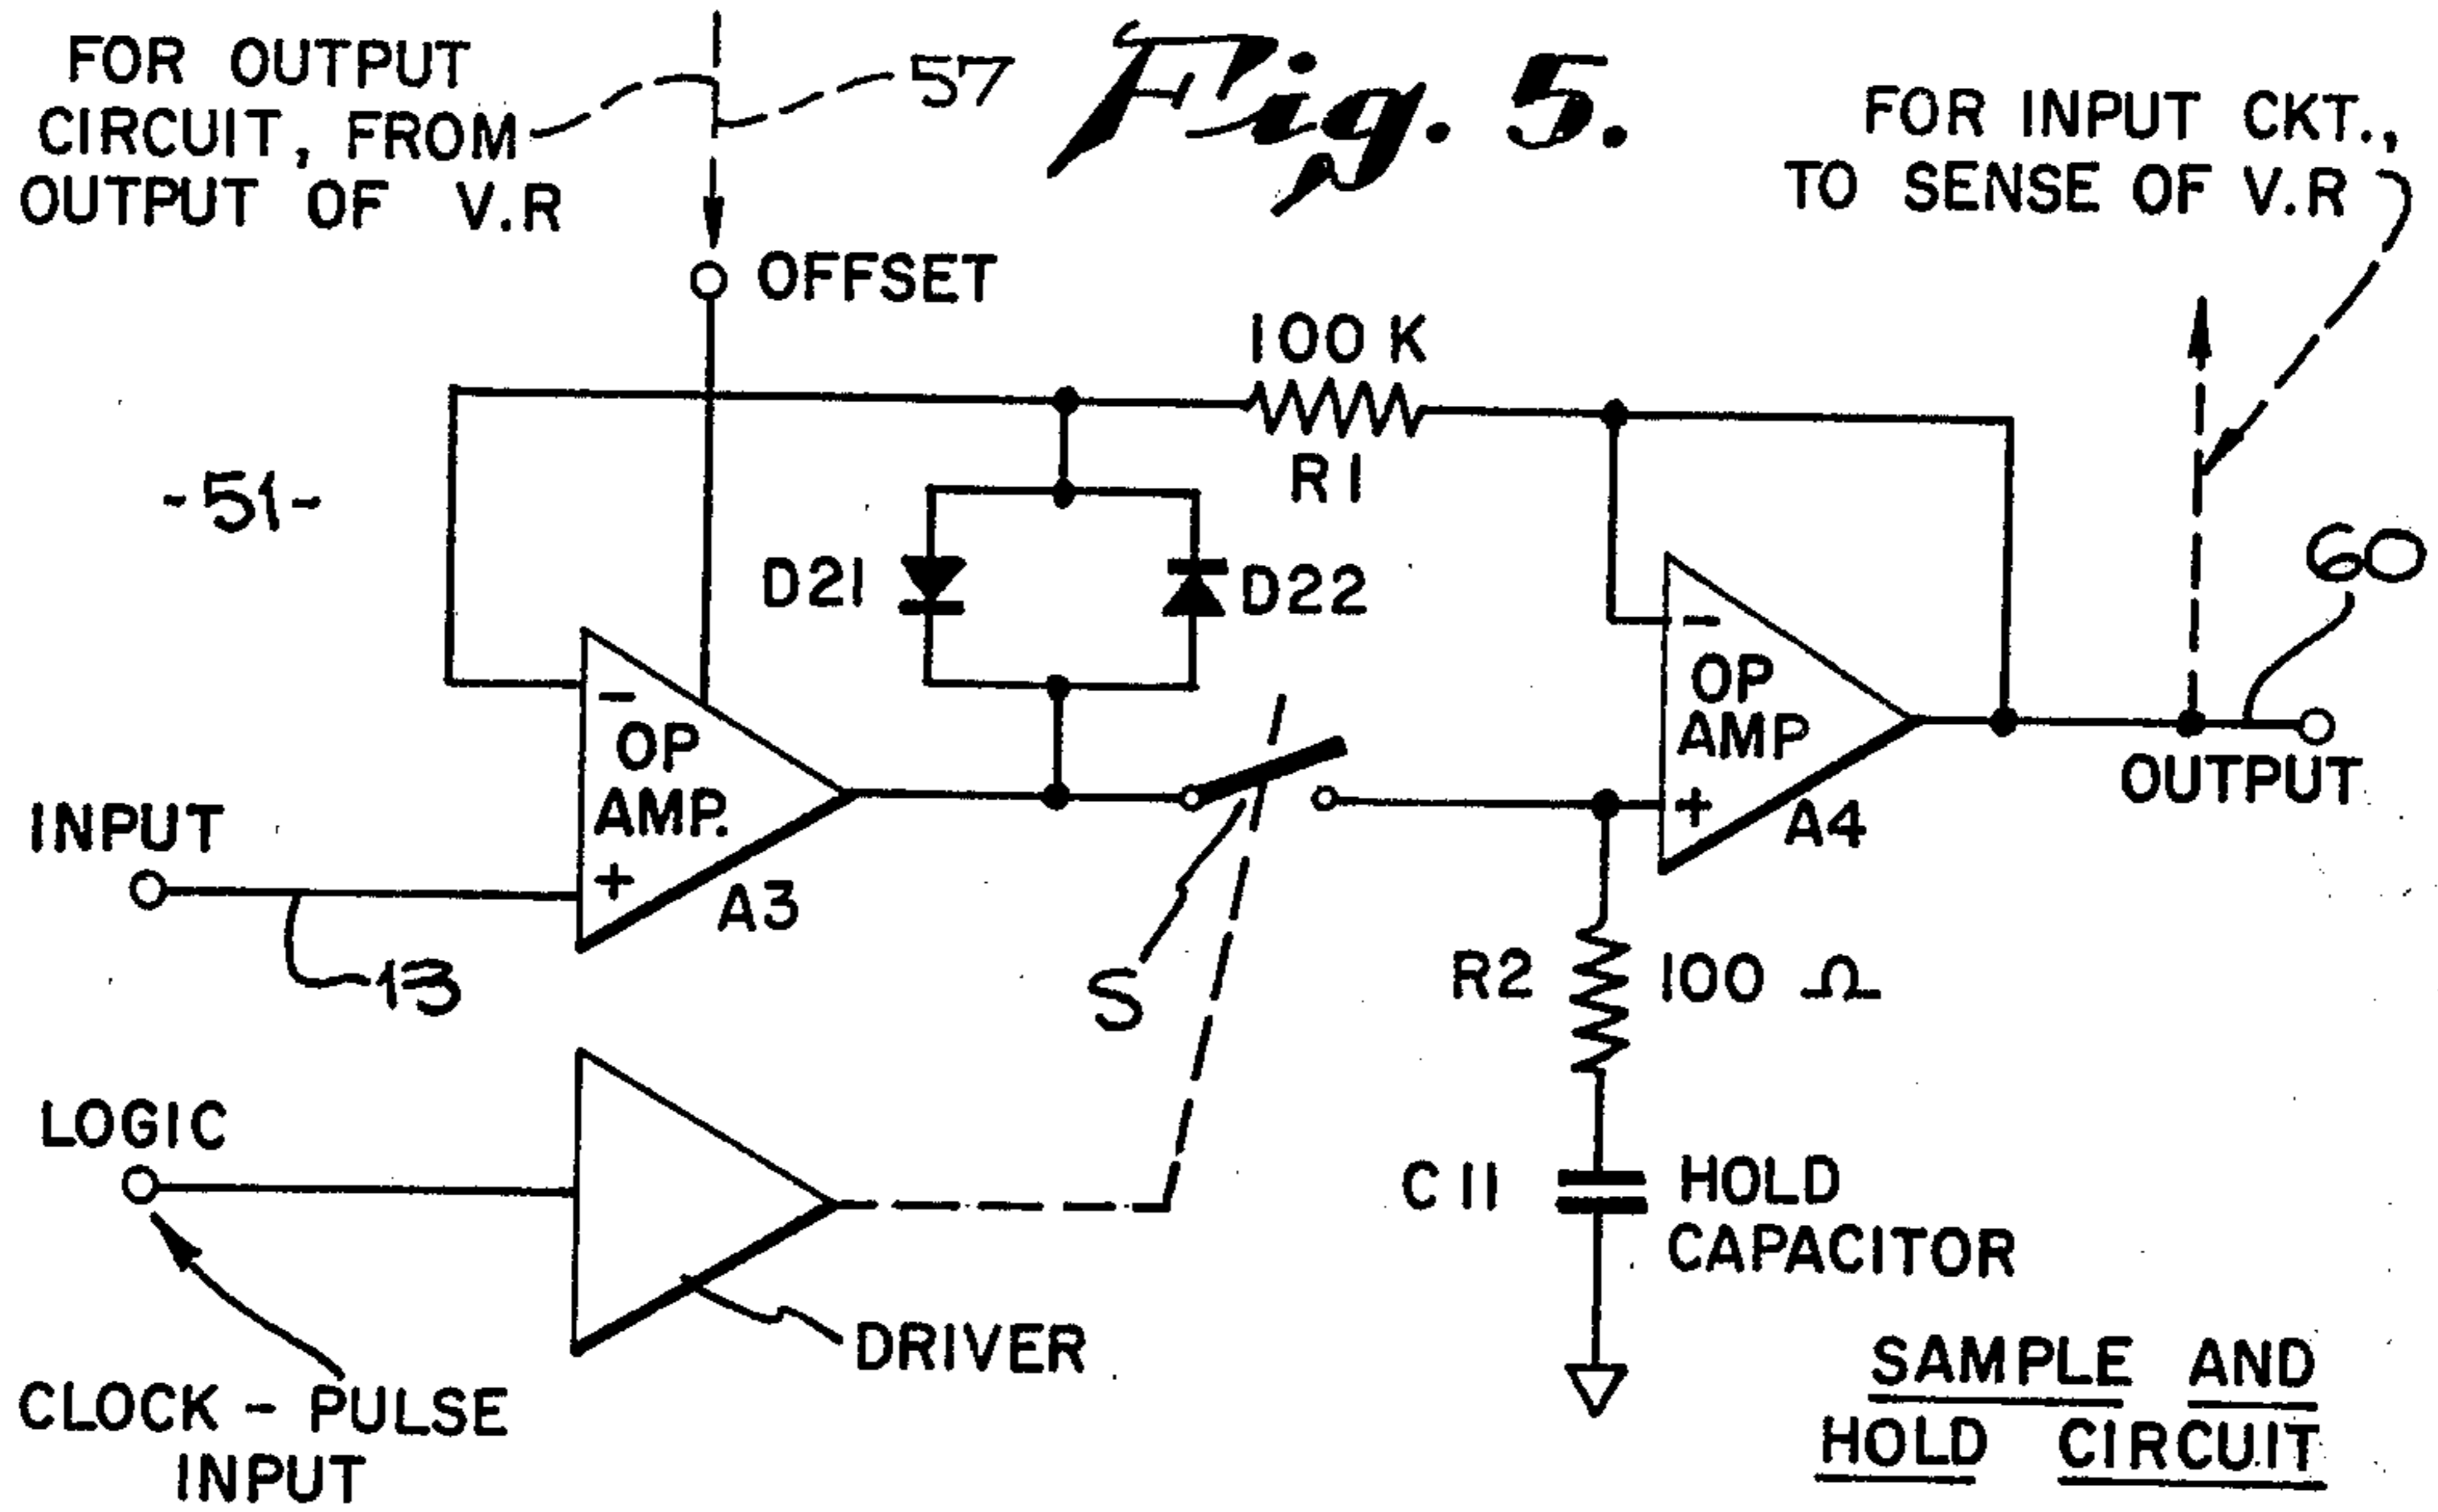 FOR OUTPUT
CIRCUIT, FROM
OUTPUT OF V.R
57
Fig. 5.
FOR INPUT CKT.,
TO SENSE OF V.R
OFFSET
100 K
R1
-51-
D21
D22
60
-
OP
AMP.
+
A3
-
OP
AMP
+
A4
OUTPUT
INPUT
13
S
R2
100 Ω
LOGIC
C11
HOLD
CAPACITOR
DRIVER
CLOCK - PULSE
INPUT
SAMPLE AND
HOLD CIRCUIT